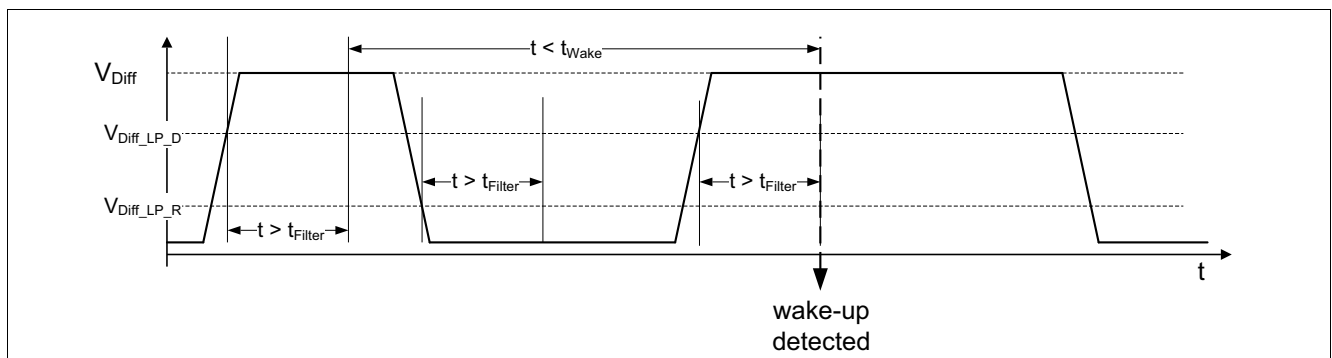 t < tWake
VDiff
VDiff_LP_D
t > tFilter
t > tFilter
VDiff_LP_R
t > tFilter
t
wake-up
detected